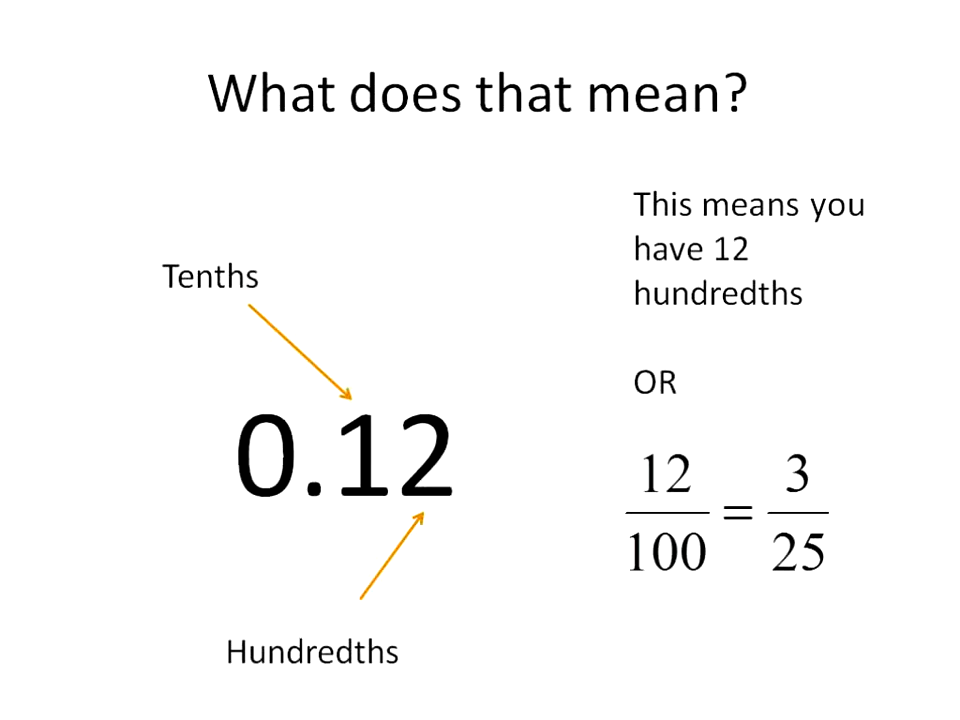 What does that mean?
This means you
have 12
hundredths
Tenths
OR
0.12
12/100 = 3/25
Hundredths